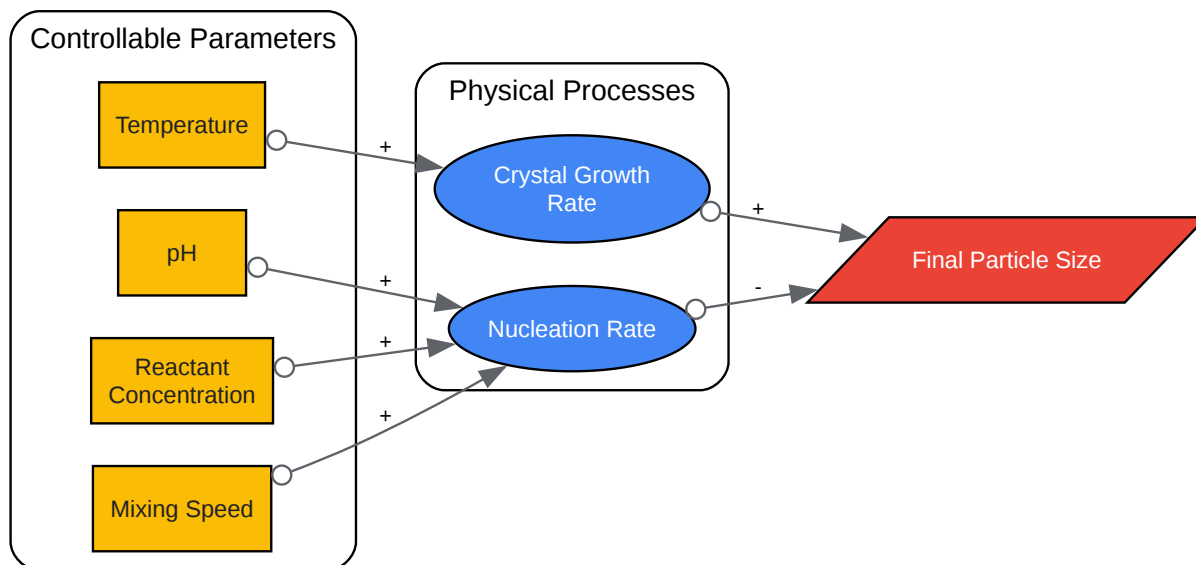 Controllable Parameters
Temperature
pH
Reactant
Concentration
Mixing Speed
+
+
+
+
Physical Processes
Crystal Growth
Rate
Nucleation Rate
+
-
Final Particle Size